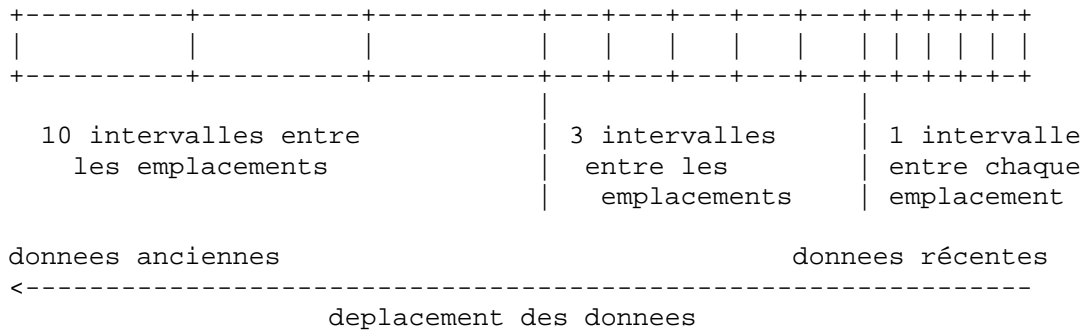 10 intervalles entre
les emplacements
3 intervalles
entre les
emplacements
1 intervalle
entre chaque
emplacement
donnees anciennes
donnees récentes
deplacement des donnees